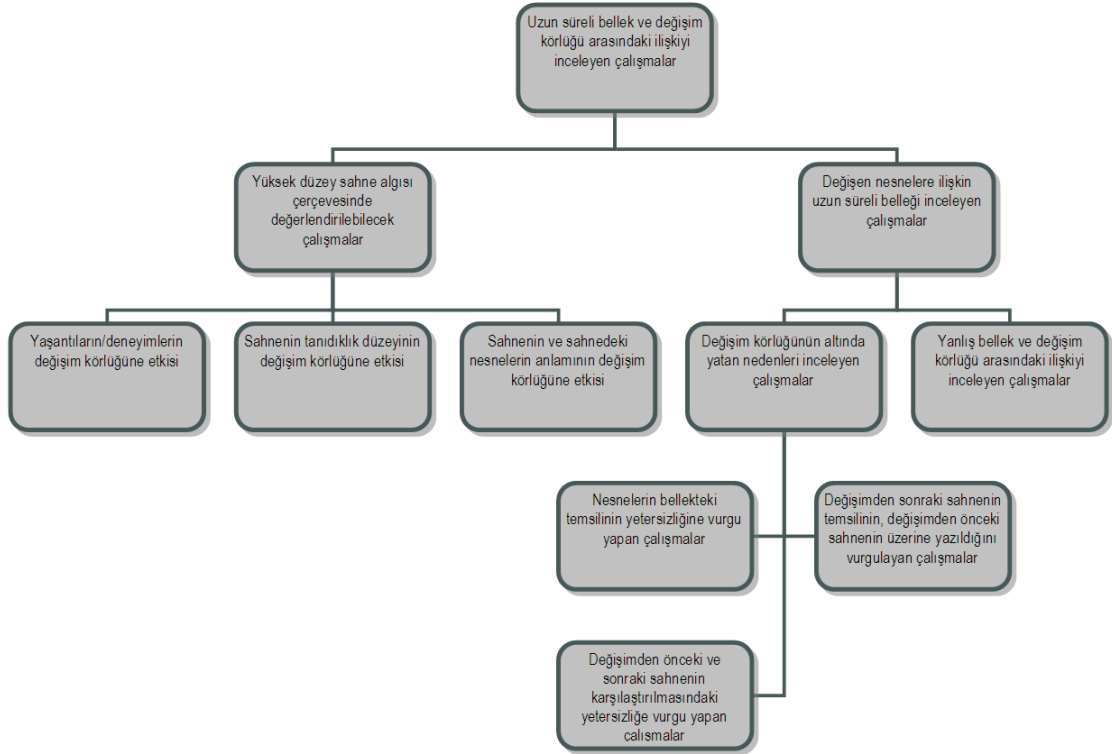 Uzun süreli bellek ve değişim
körlüğü arasındaki ilişkiyi
inceleyen çalışmalar
Yüksek düzey sahne algısı
çerçevesinde
değerlendirilebilecek
çalışmalar
Değişen nesnelere ilişkin
uzun süreli belleği inceleyen
çalışmalar
Yaşantıların/deneyimlerin
değişim körlüğüne etkisi
Sahnenin tanıdıklık düzeyinin
değişim körlüğüne etkisi
Sahnenin ve sahnedeki
nesnelerin anlamının değişim
körlüğüne etkisi
Değişim körlüğünün altında
yatan nedenleri inceleyen
çalışmalar
Yanlış bellek ve değişim
körlüğü arasındaki ilişkiyi
inceleyen çalışmalar
Nesnelerin bellekteki
temsilinin yetersizliğine vurgu
yapan çalışmalar
Değişimden sonraki sahnenin
temsilinin, değişimden önceki
sahnenin üzerine yazıldığını
vurgulayan çalışmalar
Değişimden önceki ve
sonraki sahnenin
karşılaştırılmasındaki
yetersizliğe vurgu yapan
çalışmalar